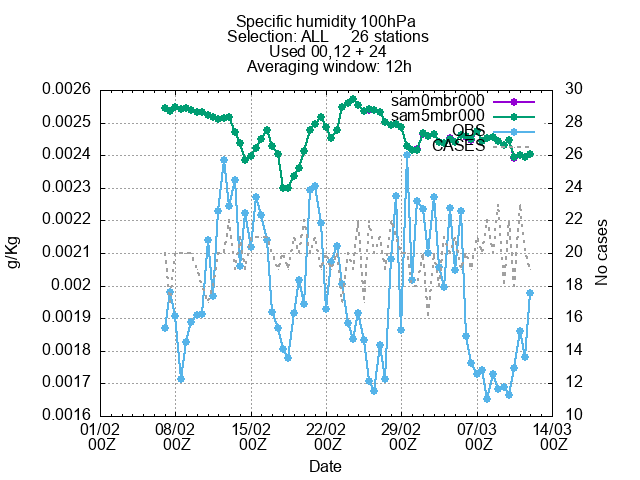 Specific humidity 100hPa
Selection: ALL 26 stations
Used 00,12 + 24
Averaging window: 12h
sam0mbr000
sam5mbr000
OBS
CASES
0.0026
0.0025
0.0024
0.0023
0.0022
0.0021
0.002
0.0019
0.0018
0.0017
0.0016
g/Kg
30
28
26
24
22
20
18
16
14
12
10
No cases
01/02 08/02 15/02 22/02 29/02 07/03 14/03
00Z 00Z 00Z 00Z 00Z 00Z 00Z
Date